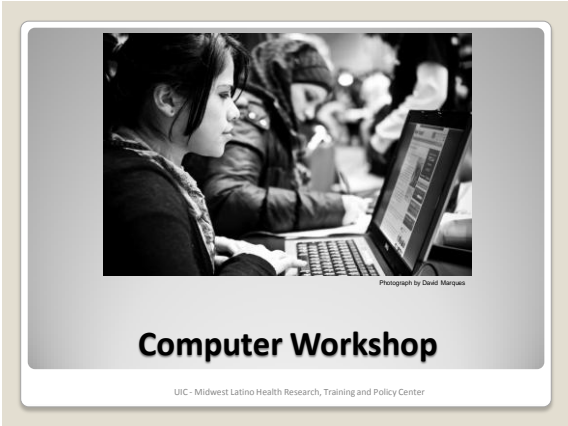 Photograph by David Marques
Computer Workshop
UIC - Midwest Latino Health Research, Training and Policy Center